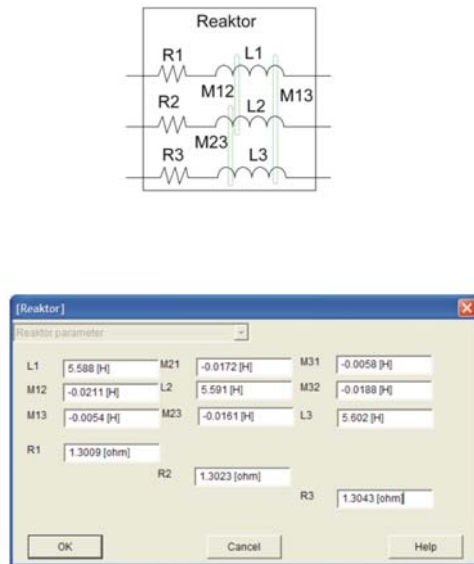 Reaktor
R1
L1
M12
M13
R2
L2
M23
R3
L3
[Reaktor]
Reaktor parameter
L1 5.588 [H] M21 -0.0172 [H] M31 -0.0058 [H]
M12 -0.0211 [H] L2 5.591 [H] M32 -0.0188 [H]
M13 -0.0054 [H] M23 -0.0161 [H] L3 5.602 [H]
R1 1.3009 [ohm]
R2 1.3023 [ohm]
R3 1.3043 [ohm]
OK Cancel Help